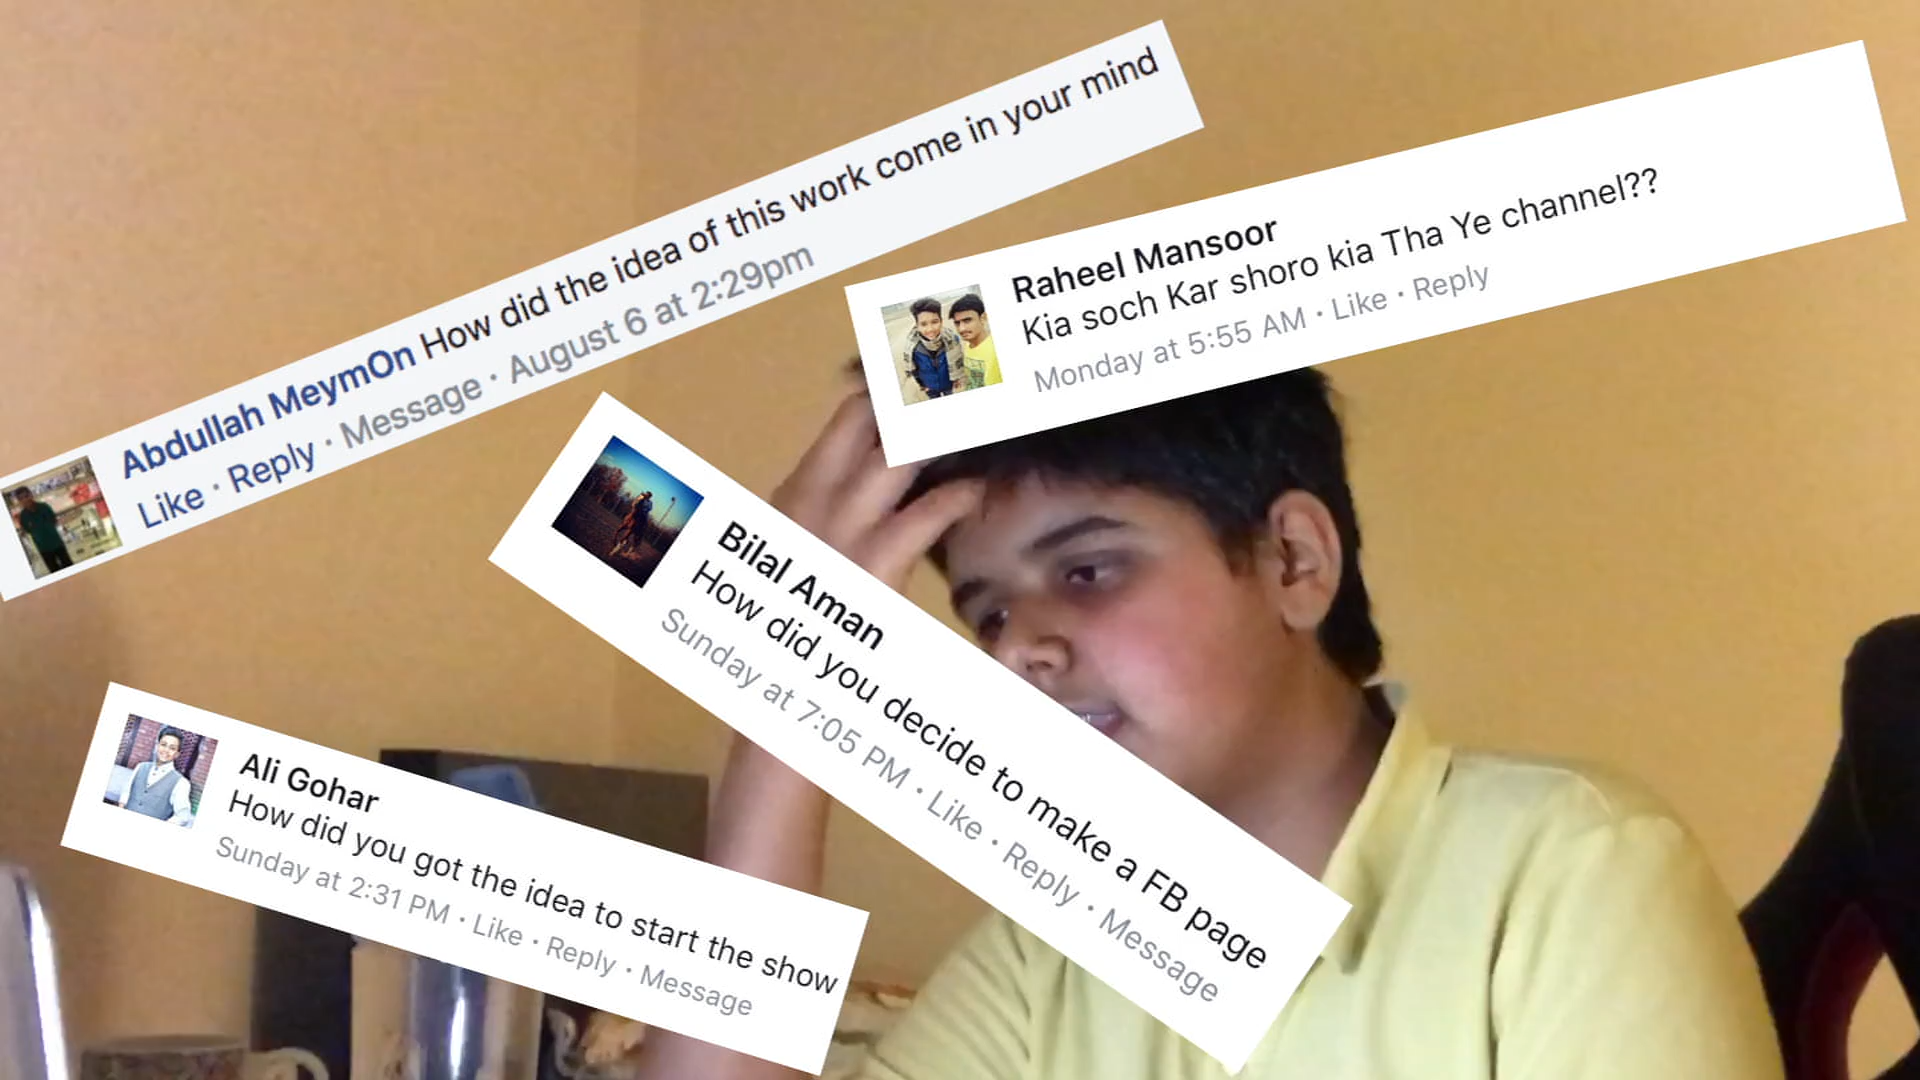 Abdullah MeymOn How did the idea of this work come in your mind
Like · Reply · Message · August 6 at 2:29pm
Raheel Mansoor
Kia soch Kar shoro kia Tha Ye channel??
Monday at 5:55 AM · Like · Reply
Bilal Aman
How did you decide to make a FB page
Sunday at 7:05 PM · Like · Reply · Message
Ali Gohar
How did you got the idea to start the show
Sunday at 2:31 PM · Like · Reply · Message